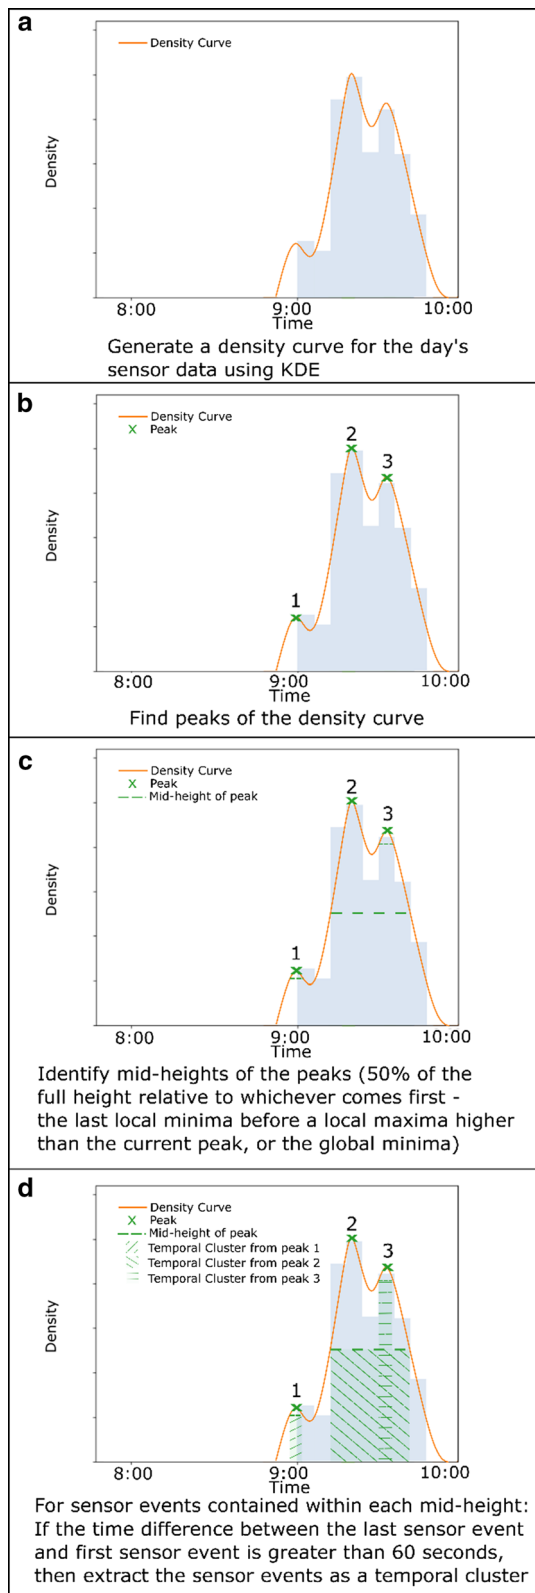 a
Density Curve
Density
8:00 9:00 10:00
Time
Generate a density curve for the day's
sensor data using KDE
b
Density Curve
Peak
1 2 3
Density
8:00 9:00 10:00
Time
Find peaks of the density curve
c
Density Curve
Peak
Mid-height of peak
1 2 3
Density
8:00 9:00 10:00
Time
Identify mid-heights of the peaks (50% of the
full height relative to whichever comes first -
the last local minima before a local maxima higher
than the current peak, or the global minima)
d
Density Curve
Peak
Mid-height of peak
Temporal Cluster from peak 1
Temporal Cluster from peak 2
Temporal Cluster from peak 3
1 2 3
Density
8:00 9:00 10:00
Time
For sensor events contained within each mid-height:
If the time difference between the last sensor event
and first sensor event is greater than 60 seconds,
then extract the sensor events as a temporal cluster